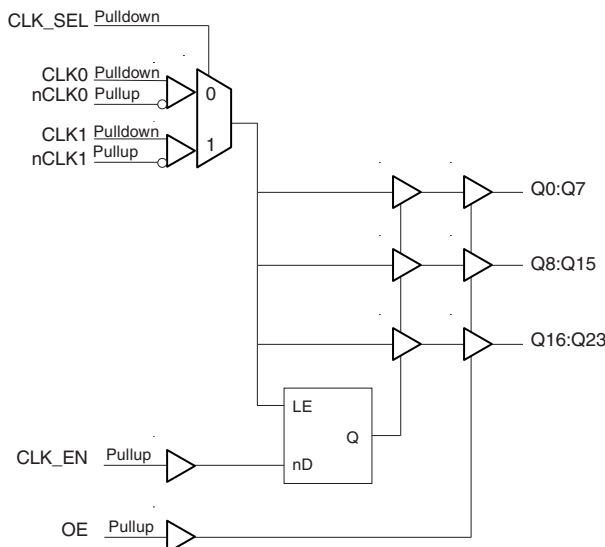 CLK_SEL Pulldown
CLK0 Pulldown
nCLK0 Pullup
0
CLK1 Pulldown
1
nCLK1 Pullup
Q0:Q7
Q8:Q15
Q16:Q23
LE
Q
CLK_EN Pullup
nD
OE Pullup